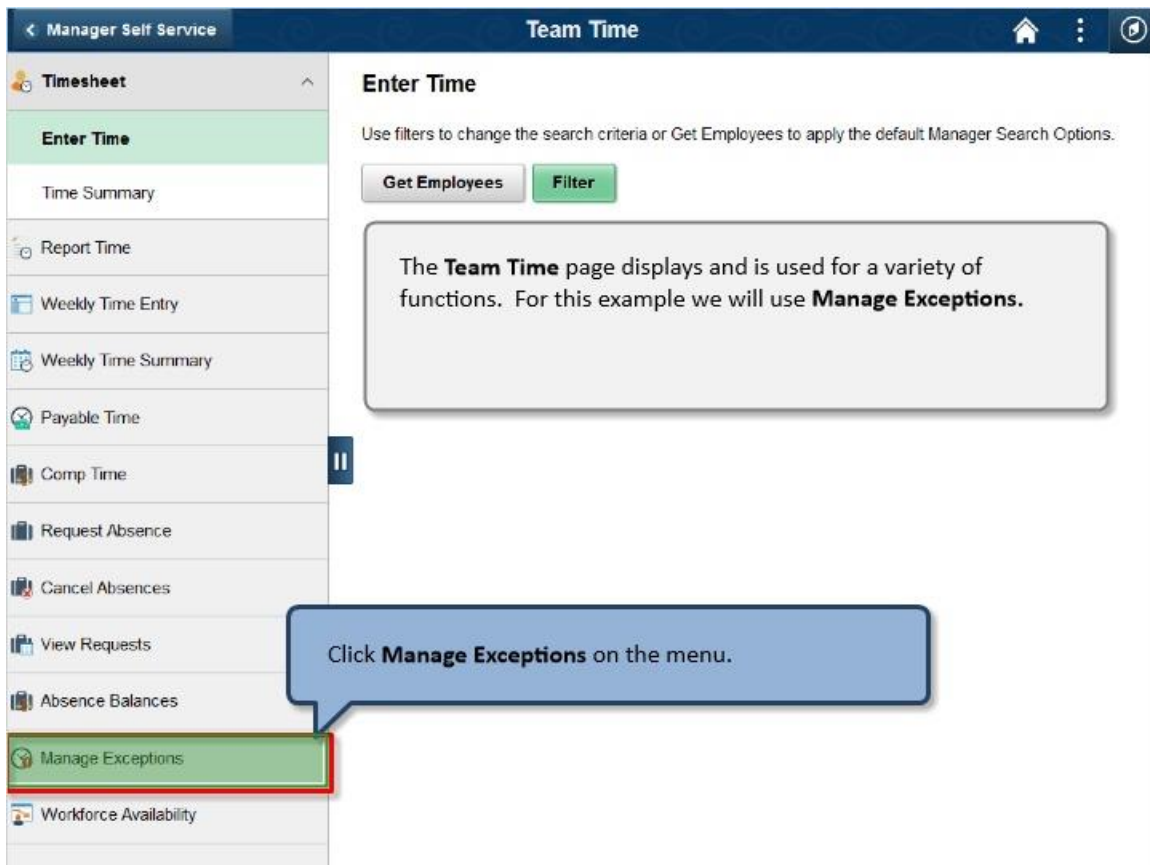 Manager Self Service
Team Time
Timesheet
Enter Time
Time Summary
Report Time
Weekly Time Entry
Weekly Time Summary
Payable Time
Comp Time
Request Absence
Cancel Absences
View Requests
Absence Balances
Manage Exceptions
Workforce Availability
Enter Time
Use filters to change the search criteria or Get Employees to apply the default Manager Search Options.
Get Employees
Filter
The Team Time page displays and is used for a variety of
functions. For this example we will use Manage Exceptions.
Click Manage Exceptions on the menu.